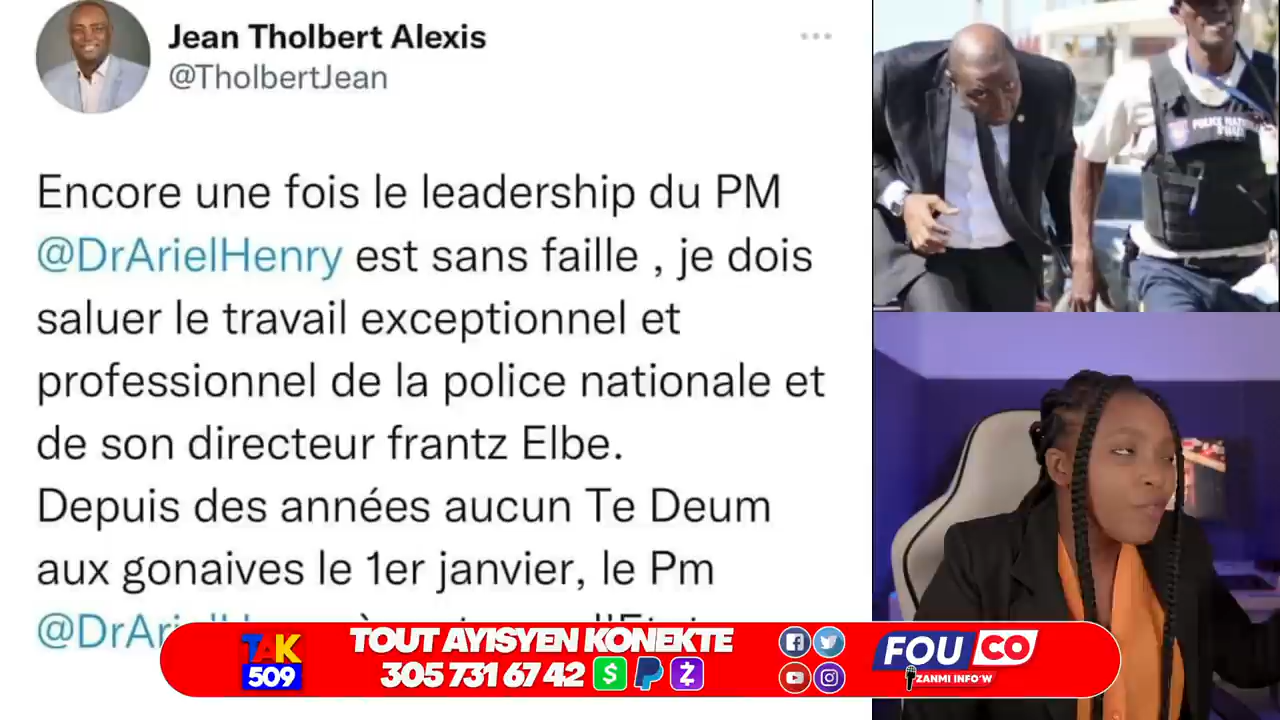 Jean Tholbert Alexis
@TholbertJean
Encore une fois le leadership du PM
@DrArielHenry est sans faille , je dois
saluer le travail exceptionnel et
professionnel de la police nationale et
de son directeur frantz Elbe.
Depuis des années aucun Te Deum
aux gonaives le 1er janvier, le Pm
POLICE
TAK
509
TOUT AYISYEN KONEKTE
305 731 67 42
FOU CO
ZANMI INFO'W